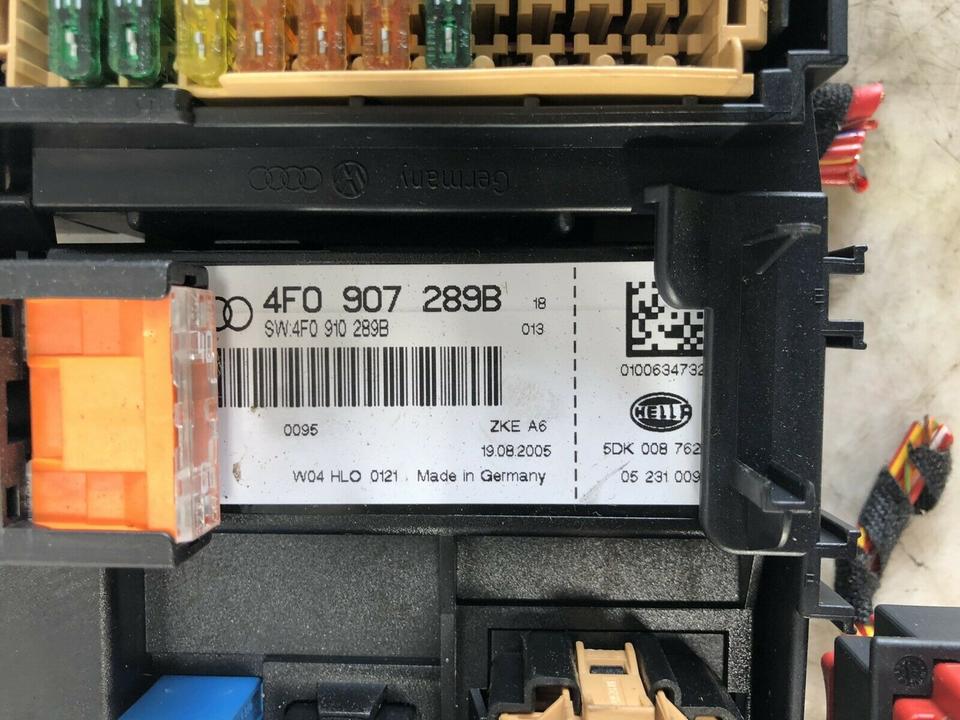 Germany
4F0 907 289B 18
SW:4F0 910 289B 013
0100634732
HELLA
0095 ZKE A6
19.08.2005
5DK 008 762
W04 HLO 0121 Made in Germany
05 231 009